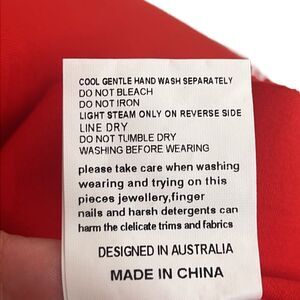 COOL GENTLE HAND WASH SEPARATELY
DO NOT BLEACH
DO NOT IRON
LIGHT STEAM ONLY ON REVERSE SIDE
LINE DRY
DO NOT TUMBLE DRY
WASHING BEFORE WEARING
please take care when washing
wearing and trying on this
pieces jewellery,finger
nails and harsh detergents can
harm the clelicate trims and fabrics
DESIGNED IN AUSTRALIA
MADE IN CHINA